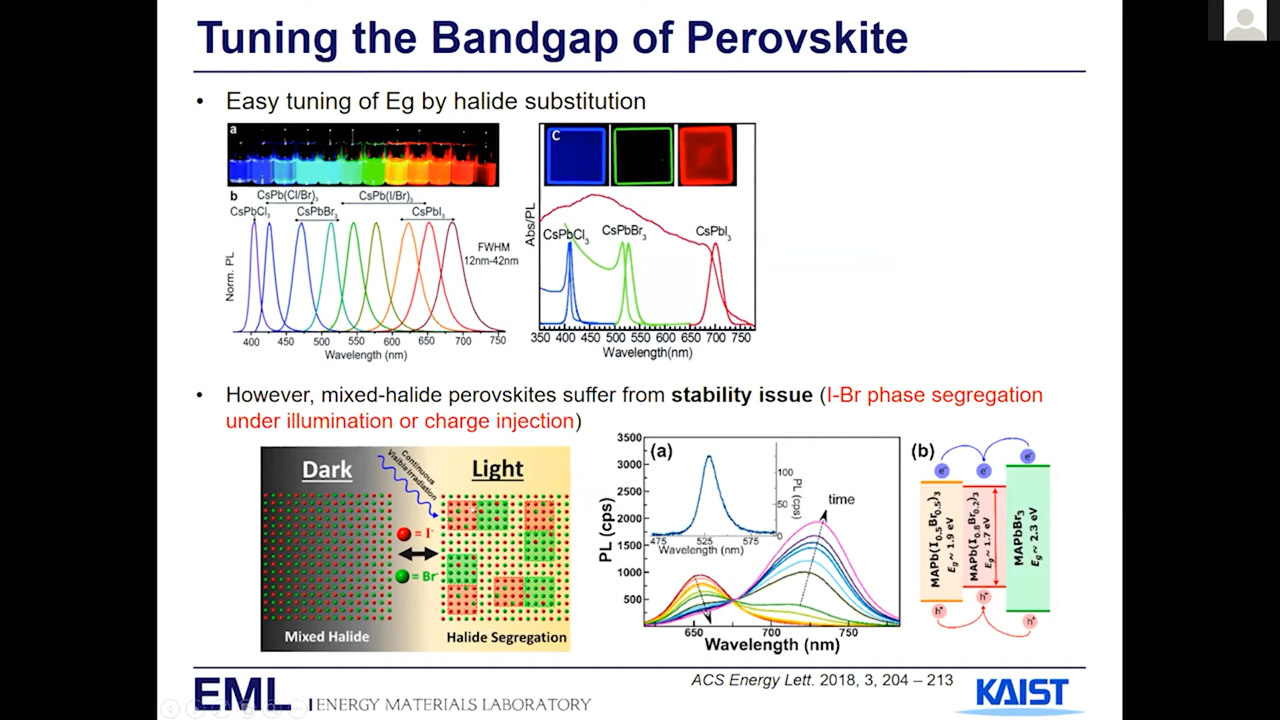 Tuning the Bandgap of Perovskite
• Easy tuning of Eg by halide substitution
a
b
CsPb(Cl/Br)3
CsPb(I/Br)3
CsPbCl3
CsPbBr3
CsPbI3
FWHM
12nm-42nm
Norm. PL
400 450 500 550 600 650 700 750
Wavelength (nm)
C
Abs/PL
CsPbCl3
CsPbBr3
CsPbI3
350 400 450 500 550 600 650 700 750
Wavelength(nm)
• However, mixed-halide perovskites suffer from stability issue (I-Br phase segregation
under illumination or charge injection)
Dark
Continuous
Visible Irradiation
Light
= I-
= Br-
Mixed Halide
Halide Segregation
(a)
3500
3000
2500
2000
1500
1000
500
PL (cps)
100
50
0
PL (cps)
475 525 575
Wavelength (nm)
time
650 700 750
Wavelength (nm)
(b)
e-
e-
e-
MAPb(I0.5Br0.5)3
Eg ~ 1.9 eV
MAPb(I0.8Br0.2)3
Eg ~ 1.7 eV
MAPbBr3
Eg ~ 2.3 eV
h+
h+
h+
ACS Energy Lett. 2018, 3, 204 – 213
EML
ENERGY MATERIALS LABORATORY
KAIST